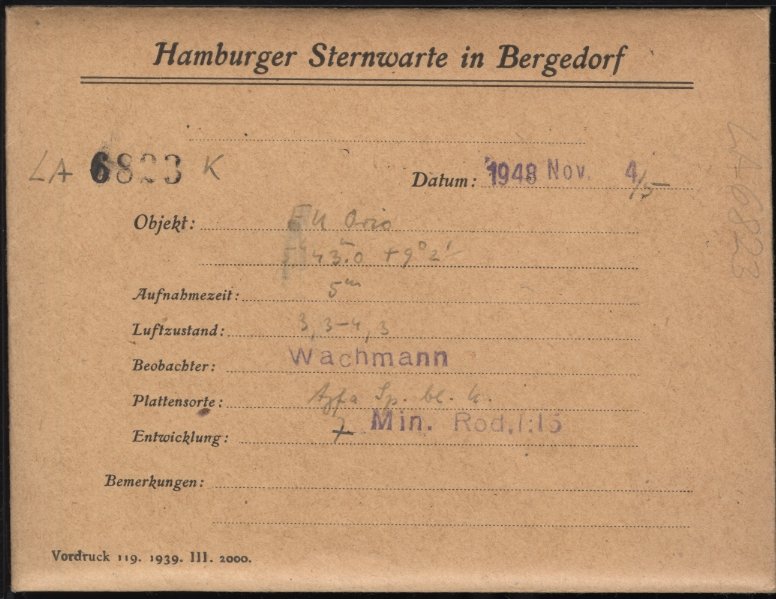 Hamburger Sternwarte in Bergedorf
LA 6823 K
Datum: 1948 Nov. 4/5
LA 6823
Objekt: FU Orio
43.0 +9° 2'
Aufnahmezeit: 5m
Luftzustand: 3, 3-4, 3
Beobachter: Wachmann
Plattensorte: Agfa Sp. bl.
Entwicklung: 7 Min. Rod. 1:15
Bemerkungen:
Vordruck 119. 1939. III. 2000.